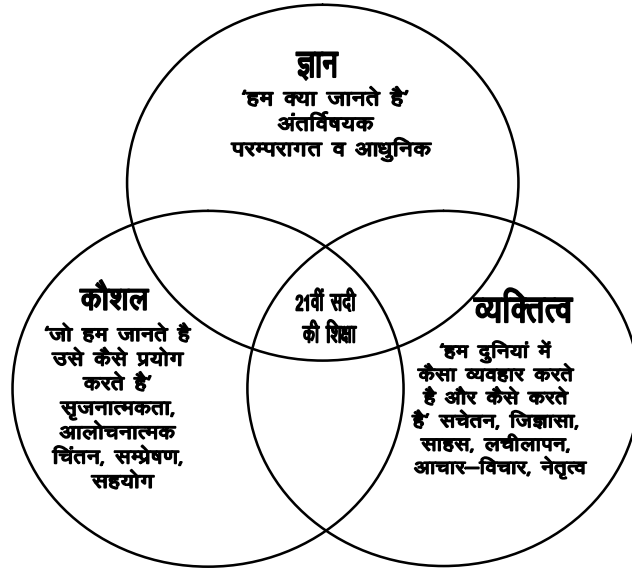 ज्ञान
‘हम क्या जानते है’
अंतर्विषयक
परम्परागत व आधुनिक
कौशल
‘जो हम जानते है
उसे कैसे प्रयोग
करते है’
सृजनात्मकता,
आलोचनात्मक
चिंतन, सम्प्रेषण,
सहयोग
21वीं सदी
की शिक्षा
व्यक्तित्व
‘हम दुनियां में
कैसा व्यवहार करते
है और कैसे करते
है’ सचेतन, जिज्ञासा,
साहस, लचीलापन,
आचार–विचार, नेतृत्व